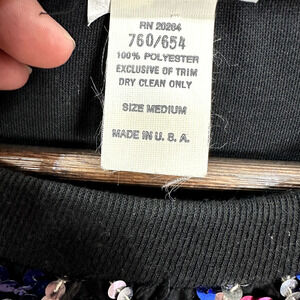 RN 20264
760/654
100% POLYESTER
EXCLUSIVE OF TRIM
DRY CLEAN ONLY
SIZE MEDIUM
MADE IN U. S. A.